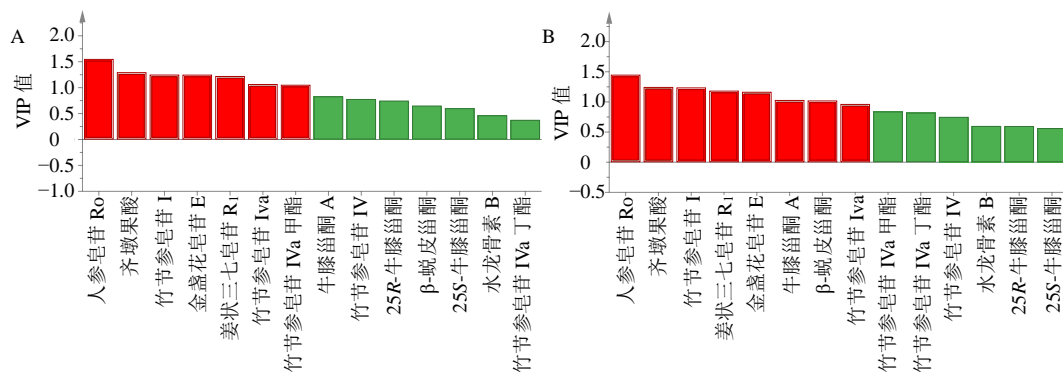 A
VIP 值
2.0
1.5
1.0
0.5
0
−0.5
−1.0
人参皂苷 Ro
齐墩果酸
竹节参皂苷 I
金盏花皂苷 E
姜状三七皂苷 R1
竹节参皂苷 Iva
竹节参皂苷 IVa 甲酯
牛膝甾酮 A
竹节参皂苷 IV
25R-牛膝甾酮
β-蜕皮甾酮
25S-牛膝甾酮
水龙骨素 B
竹节参皂苷 IVa 丁酯
B
VIP 值
2.0
1.5
1.0
0.5
0
−0.5
人参皂苷 Ro
齐墩果酸
竹节参皂苷 I
姜状三七皂苷 R1
金盏花皂苷 E
牛膝甾酮 A
β-蜕皮甾酮
竹节参皂苷 Iva
竹节参皂苷 IVa 甲酯
竹节参皂苷 IVa 丁酯
竹节参皂苷 IV
水龙骨素 B
25R-牛膝甾酮
25S-牛膝甾酮